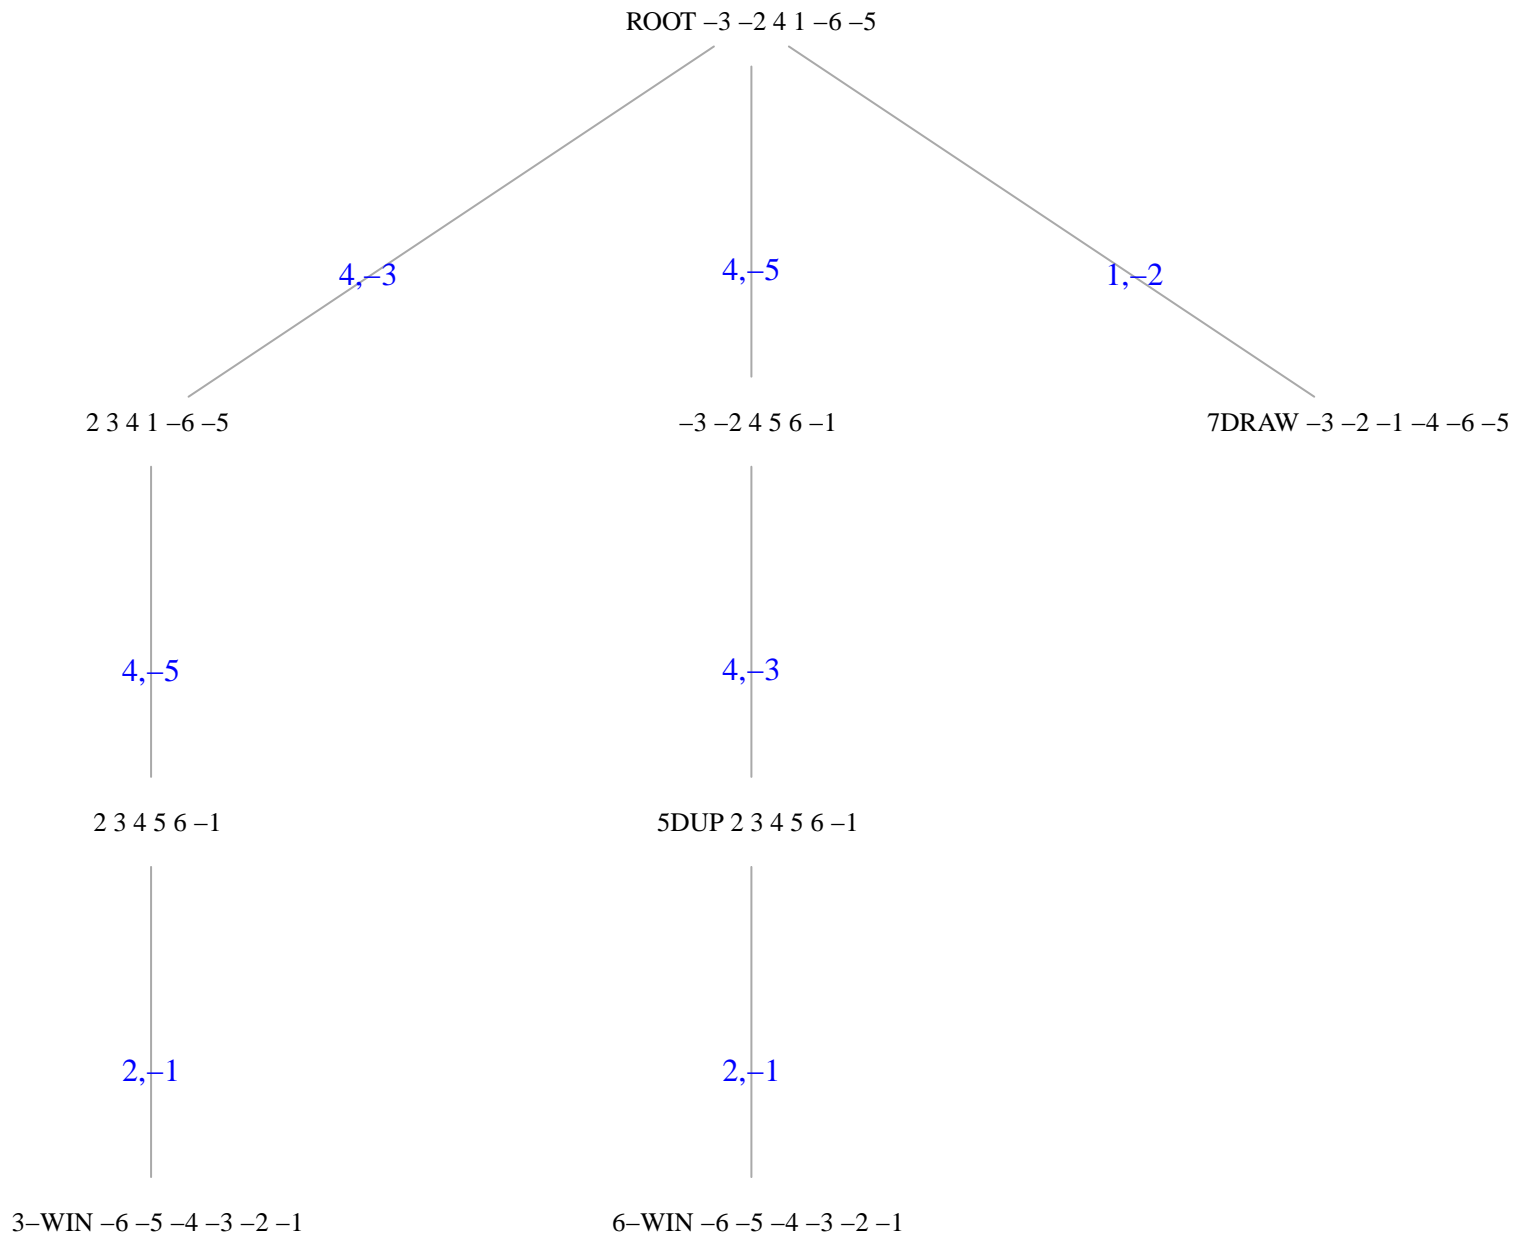 ROOT –3 –2 4 1 –6 –5
4,–3
4,–5
1,–2
2 3 4 1 –6 –5
–3 –2 4 5 6 –1
7DRAW –3 –2 –1 –4 –6 –5
4,–5
4,–3
2 3 4 5 6 –1
5DUP 2 3 4 5 6 –1
2,–1
2,–1
3–WIN –6 –5 –4 –3 –2 –1
6–WIN –6 –5 –4 –3 –2 –1